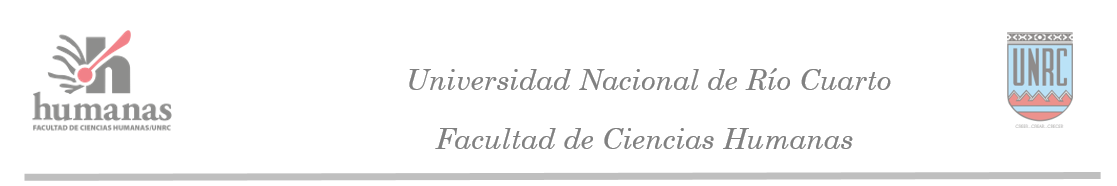 humanas
FACULTAD DE CIENCIAS HUMANAS/UNRC
Universidad Nacional de Río Cuarto
Facultad de Ciencias Humanas
UNRC